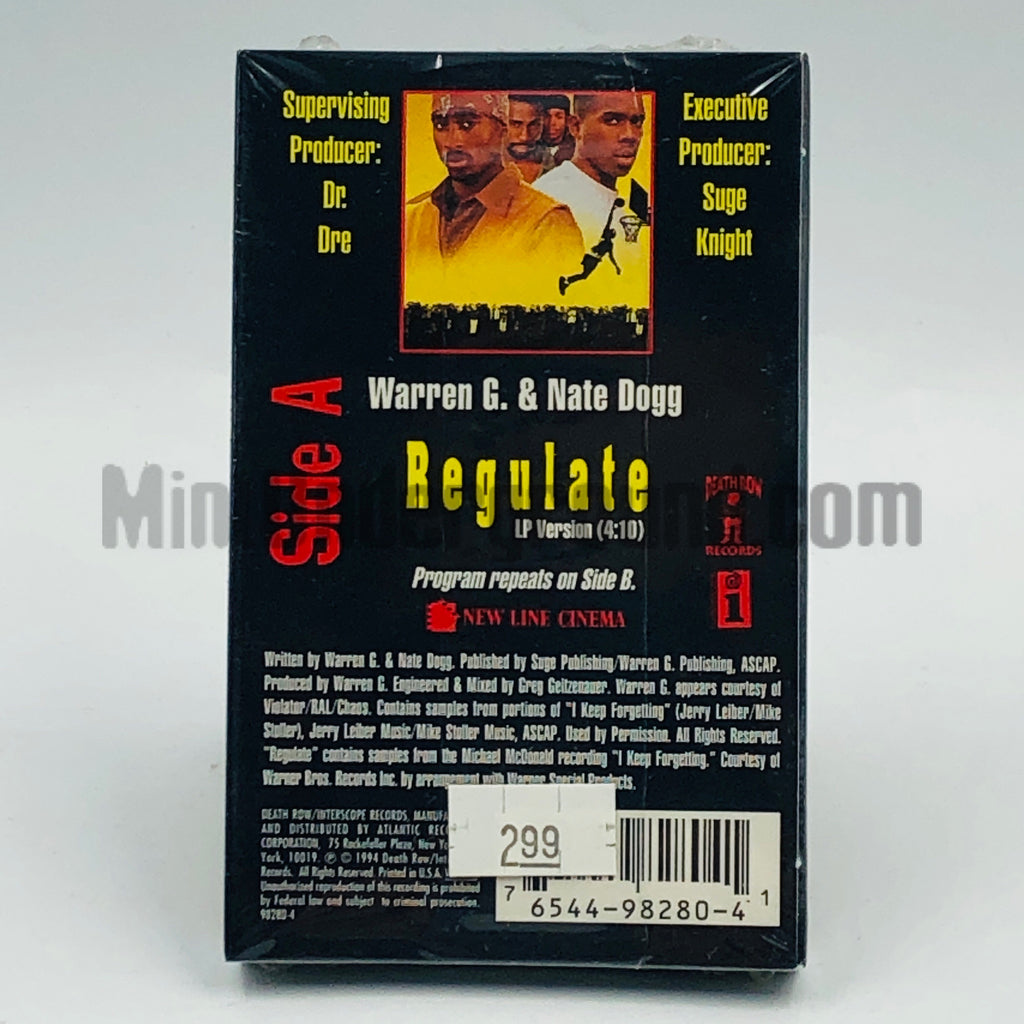 Supervising
Producer:
Dr.
Dre
Executive
Producer:
Suge
Knight
Side A
Warren G. & Nate Dogg
Regulate
LP Version (4:10)
Program repeats on Side B.
NEW LINE CINEMA
DEATH ROW
RECORDS
@
i
Written by Warren G. & Nate Dogg. Published by Suge Publishing/Warren G. Publishing, ASCAP.
Produced by Warren G. Engineered & Mixed by Greg Geitzenauer. Warren G. appears courtesy of
Violator/RAL/Chaos. Contains samples from portions of "I Keep Forgetting" (Jerry Leiber/Mike
Stoller), Jerry Leiber Music/Mike Stoller Music, ASCAP. Used by Permission. All Rights Reserved.
"Regulate" contains samples from the Michael McDonald recording "I Keep Forgetting." Courtesy of
Warner Bros. Records Inc. by arrangement with Warner Special Products.
DEATH ROW/INTERSCOPE RECORDS,
AND DISTRIBUTED BY ATLANTIC
CORPORATION, 75 Rockefeller Plaza,
York, 10019. ℗ © 1994 Death
Records. All Rights Reserved. Printed in U.S.A.
Unauthorized reproduction of this recording is prohibited
by Federal law and subject to criminal prosecution.
98280-4
299
7 6544-98280-4 1